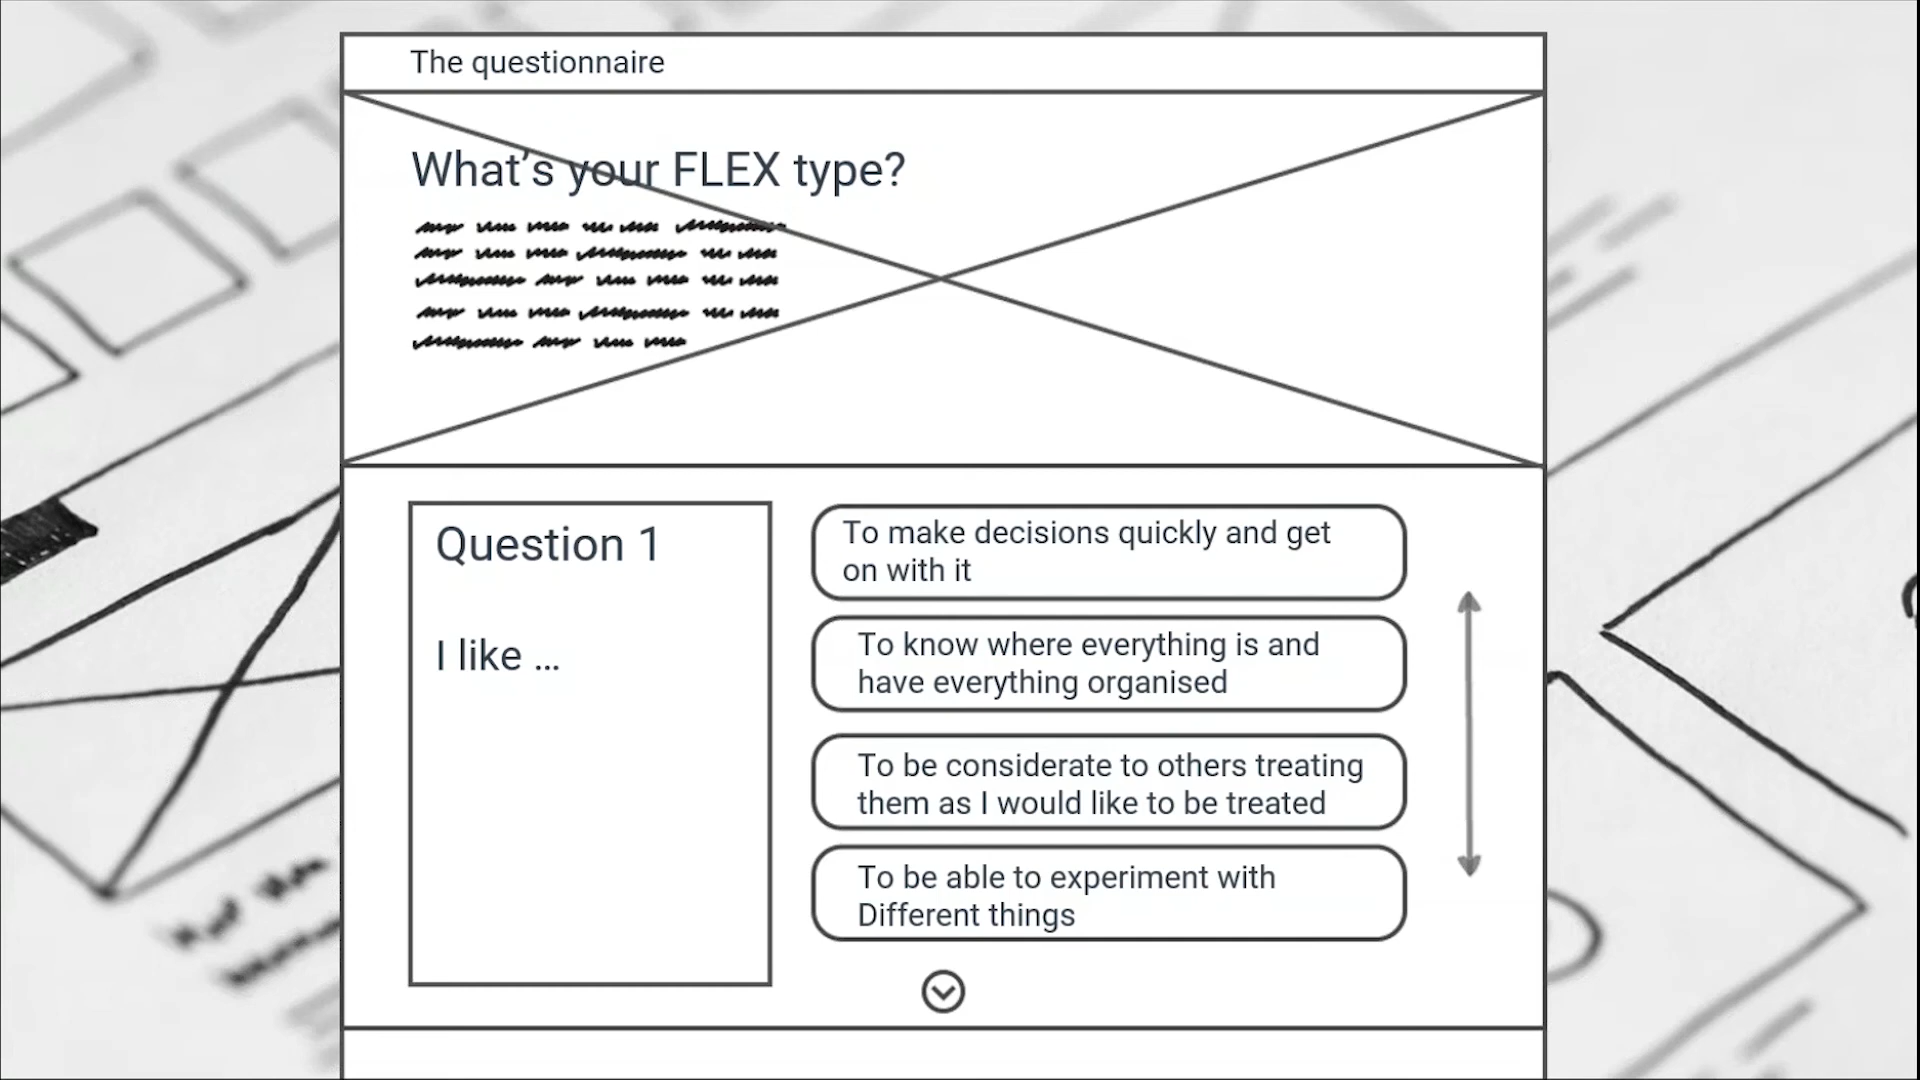 The questionnaire
What's your FLEX type?
Question 1
I like ...
To make decisions quickly and get
on with it
To know where everything is and
have everything organised
To be considerate to others treating
them as I would like to be treated
To be able to experiment with
Different things